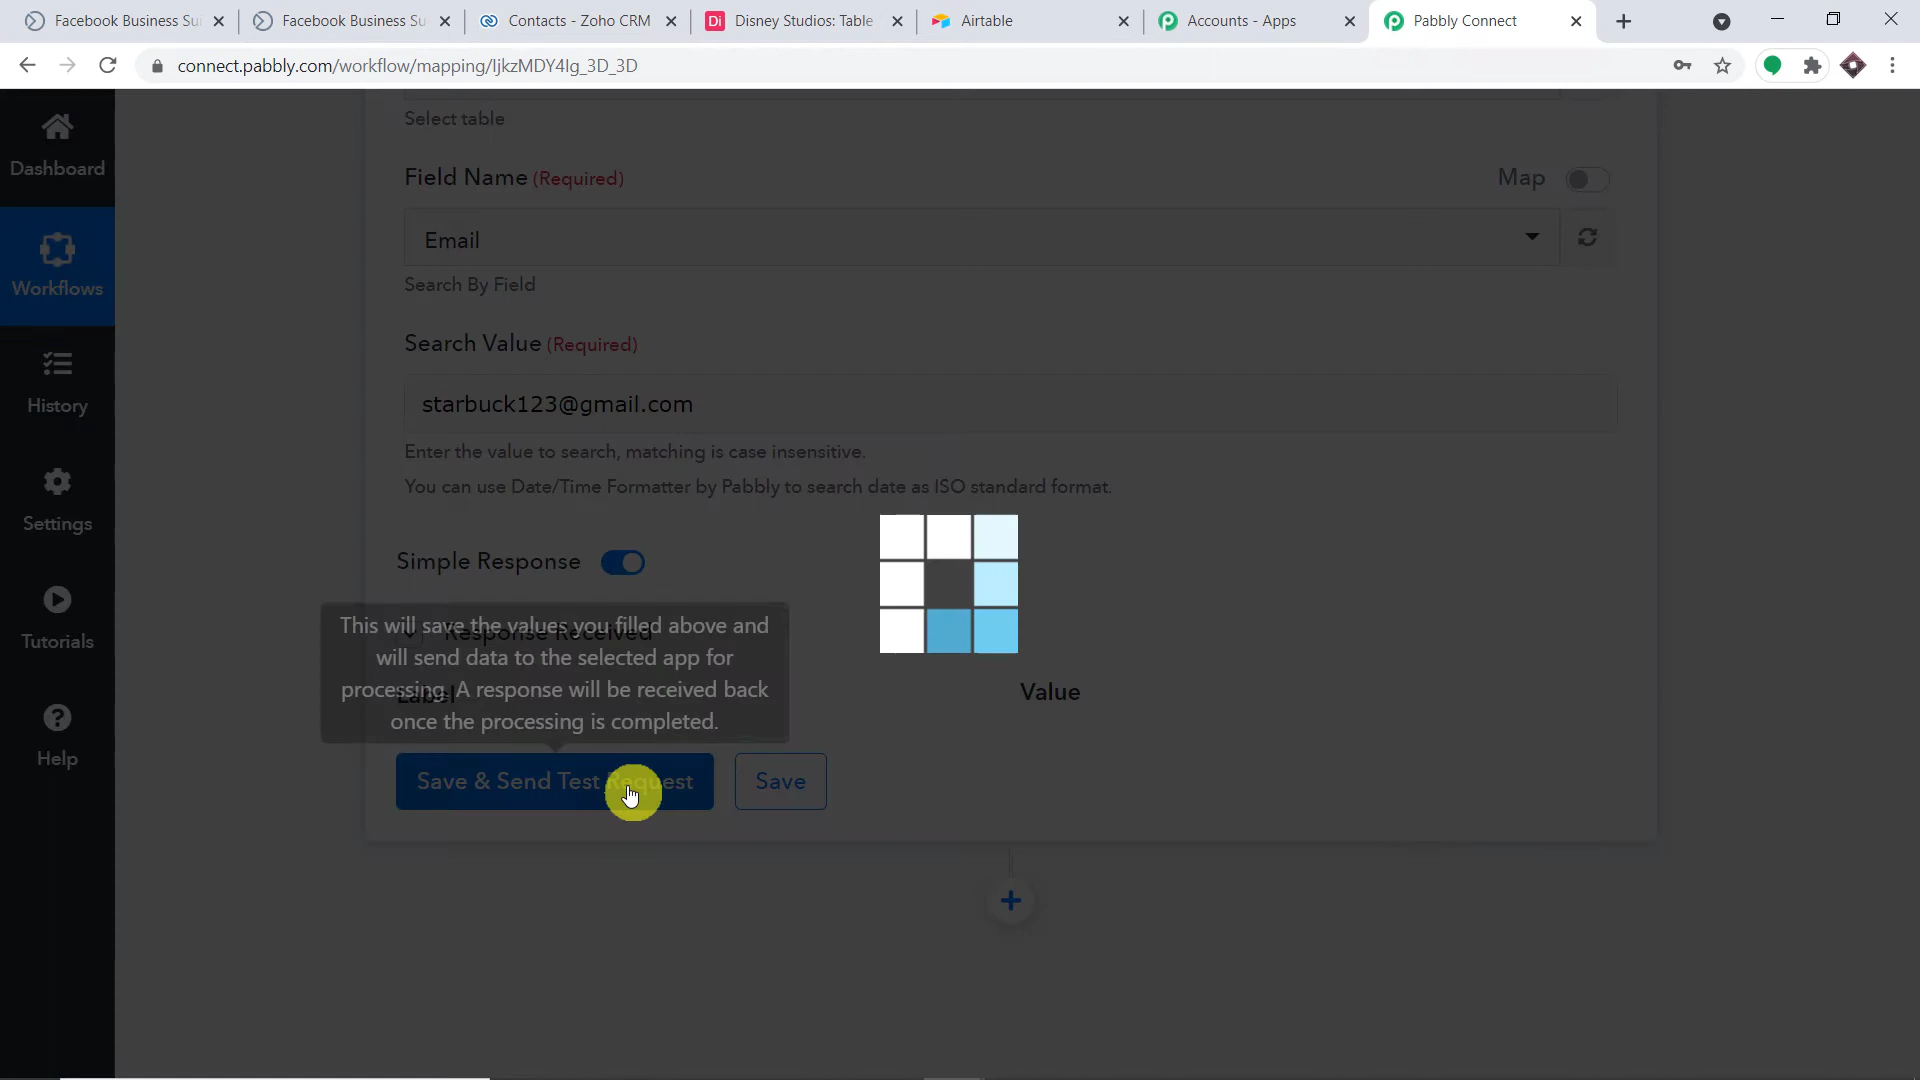 Facebook Business Su
Facebook Business Su
Contacts - Zoho CRM
Di
Disney Studios: Table
Airtable
Accounts - Apps
Pabbly Connect
connect.pabbly.com/workflow/mapping/IjkzMDY4Ig_3D_3D
Dashboard
Workflows
History
Settings
Tutorials
Help
Select table
Field Name (Required)
Map
Email
Search By Field
Search Value (Required)
starbuck123@gmail.com
Enter the value to search, matching is case insensitive.
You can use Date/Time Formatter by Pabbly to search date as ISO standard format.
Simple Response
Response Received
This will save the values you filled above and
will send data to the selected app for
processing. A response will be received back
once the processing is completed.
Label
Value
Save & Send Test Request
Save